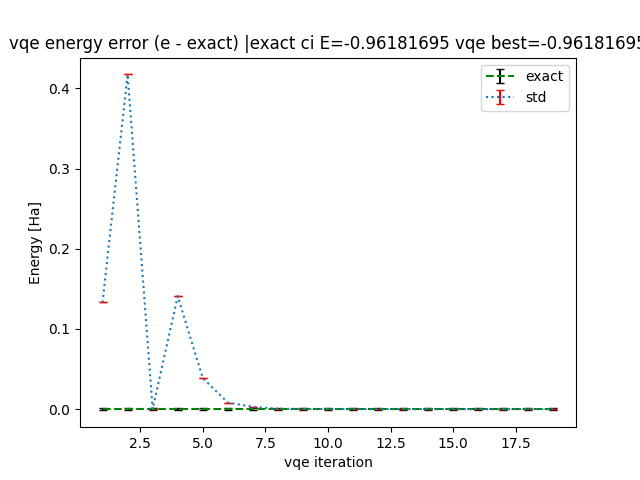 vqe energy error (e - exact) |exact ci E=-0.96181695 vqe best=-0.96181695
exact
std
Energy [Ha]
0.4
0.3
0.2
0.1
0.0
2.5 5.0 7.5 10.0 12.5 15.0 17.5
vqe iteration